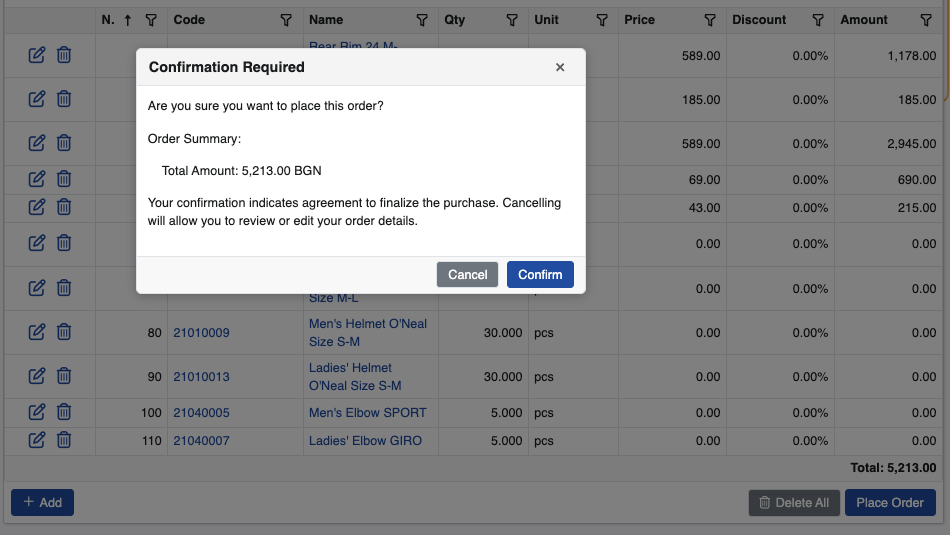 N. ↑ Code Name Qty Unit Price Discount Amount
Rear Rim 24 M-
589.00 0.00% 1,178.00
185.00 0.00% 185.00
589.00 0.00% 2,945.00
69.00 0.00% 690.00
43.00 0.00% 215.00
0.00 0.00% 0.00
0.00 0.00% 0.00
Confirmation Required ×
Are you sure you want to place this order?
Order Summary:
Total Amount: 5,213.00 BGN
Your confirmation indicates agreement to finalize the purchase. Cancelling
will allow you to review or edit your order details.
Cancel Confirm
Size M-L
80 21010009 Men's Helmet O'Neal
Size S-M 30.000 pcs 0.00 0.00% 0.00
90 21010013 Ladies' Helmet
O'Neal Size S-M 30.000 pcs 0.00 0.00% 0.00
100 21040005 Men's Elbow SPORT 5.000 pcs 0.00 0.00% 0.00
110 21040007 Ladies' Elbow GIRO 5.000 pcs 0.00 0.00% 0.00
Total: 5,213.00
+ Add Delete All Place Order